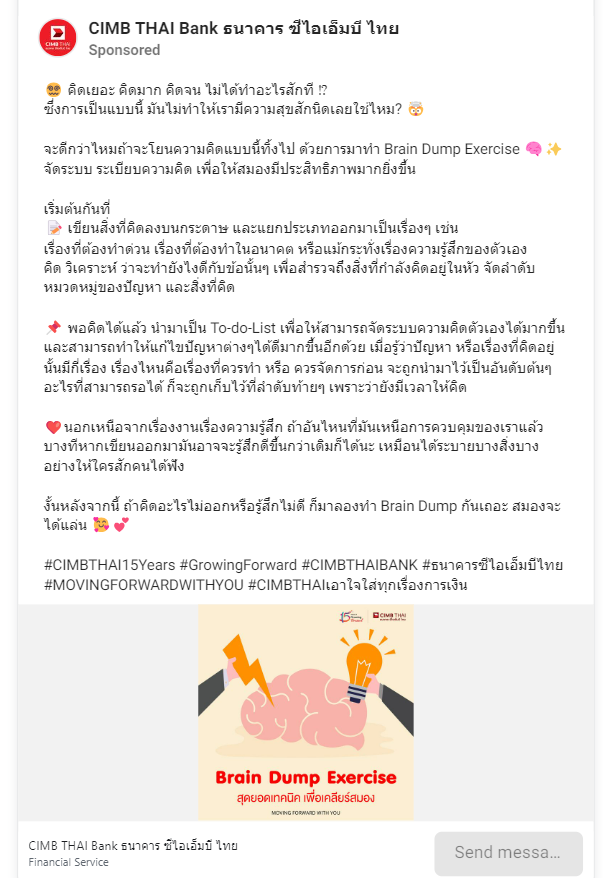 CIMB THAI Bank ธนาคาร ซีไอเอ็มบี ไทย
Sponsored
😵‍💫 คิดเยอะ คิดมาก คิดจน ไม่ได้ทำอะไรสักที ⁉
ซึ่งการเป็นแบบนี้ มันไม่ทำให้เรามีความสุขสักนิดเลยใช่ไหม? 🤯
จะดีกว่าไหมถ้าจะโยนความคิดแบบนี้ทิ้งไป ด้วยการมาทำ Brain Dump Exercise 🧠✨
จัดระบบ ระเบียบความคิด เพื่อให้สมองมีประสิทธิภาพมากยิ่งขึ้น
เริ่มต้นกันที่
📝 เขียนสิ่งที่คิดลงบนกระดาษ และแยกประเภทออกมาเป็นเรื่องๆ เช่น
เรื่องที่ต้องทำด่วน เรื่องที่ต้องทำในอนาคต หรือแม้กระทั่งเรื่องความรู้สึกของตัวเอง
คิด วิเคราะห์ ว่าจะทำยังไงดีกับข้อนั้นๆ เพื่อสำรวจถึงสิ่งที่กำลังคิดอยู่ในหัว จัดลำดับ
หมวดหมู่ของปัญหา และสิ่งที่คิด
📌 พอคิดได้แล้ว นำมาเป็น To-do-List เพื่อให้สามารถจัดระบบความคิดตัวเองได้มากขึ้น
และสามารถทำให้แก้ไขปัญหาต่างๆได้ดีมากขึ้นอีกด้วย เมื่อรู้ว่าปัญหา หรือเรื่องที่คิดอยู่
นั้นมีกี่เรื่อง เรื่องไหนคือเรื่องที่ควรทำ หรือ ควรจัดการก่อน จะถูกนำมาไว้เป็นอันดับต้นๆ
อะไรที่สามารถรอได้ ก็จะถูกเก็บไว้ที่ลำดับท้ายๆ เพราะว่ายังมีเวลาให้คิด
❤️นอกเหนือจากเรื่องงานเรื่องความรู้สึก ถ้าอันไหนที่มันเหนือการควบคุมของเราแล้ว
บางทีหากเขียนออกมามันอาจจะรู้สึกดีขึ้นกว่าเดิมก็ได้นะ เหมือนได้ระบายบางสิ่งบาง
อย่างให้ใครสักคนได้ฟัง
งั้นหลังจากนี้ ถ้าคิดอะไรไม่ออกหรือรู้สึกไม่ดี ก็มาลองทำ Brain Dump กันเถอะ สมองจะ
ได้แล่น 🥰 💕
#CIMBTHAI15Years #GrowingForward #CIMBTHAIBANK #ธนาคารซีไอเอ็มบีไทย
#MOVINGFORWARDWITHYOU #CIMBTHAIเอาใจใส่ทุกเรื่องการเงิน
CIMB THAI
Brain Dump Exercise
สุดยอดเทคนิค เพื่อเคลียร์สมอง
MOVING FORWARD WITH YOU
CIMB THAI Bank ธนาคาร ซีไอเอ็มบี ไทย
Financial Service
Send messa...